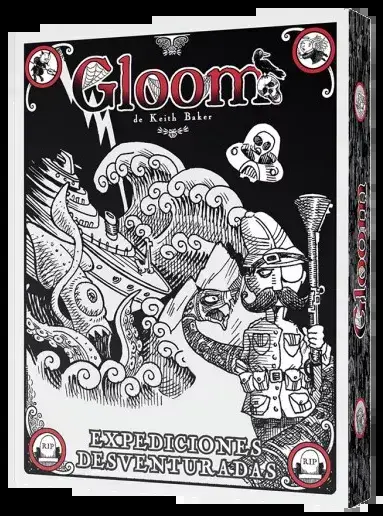 Gloom
de Keith Baker
EXPEDICIONES
DESVENTURADAS
RIP
RIP
Gloom